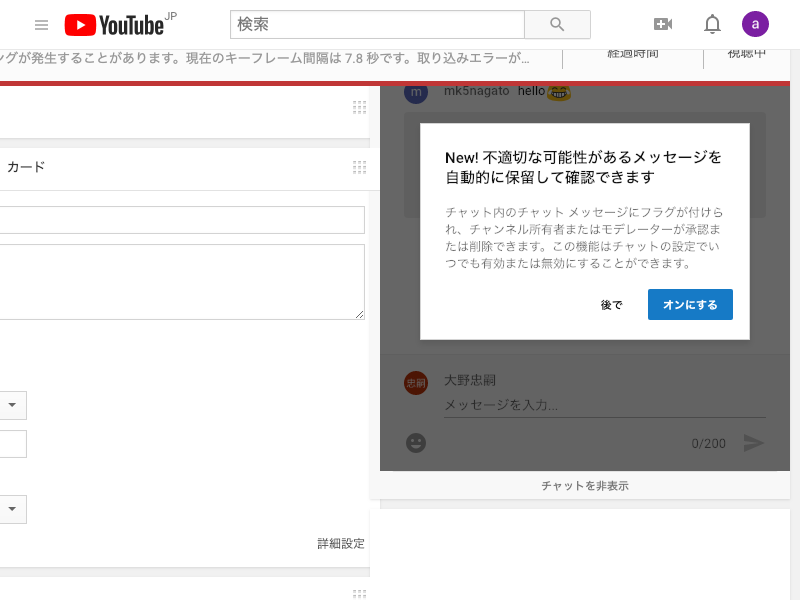 YouTube JP
検索
a
ングが発生することがあります。現在のキーフレーム間隔は 7.8 秒です。取り込みエラーが...
経過時間
視聴中
m mk5nagato hello
カード
New! 不適切な可能性があるメッセージを
自動的に保留して確認できます
チャット内のチャット メッセージにフラグが付けら
れ、チャンネル所有者またはモデレーターが承認ま
たは削除できます。この機能はチャットの設定でい
つでも有効または無効にすることができます。
後で
オンにする
忠嗣 大野忠嗣
メッセージを入力...
0/200
チャットを非表示
詳細設定